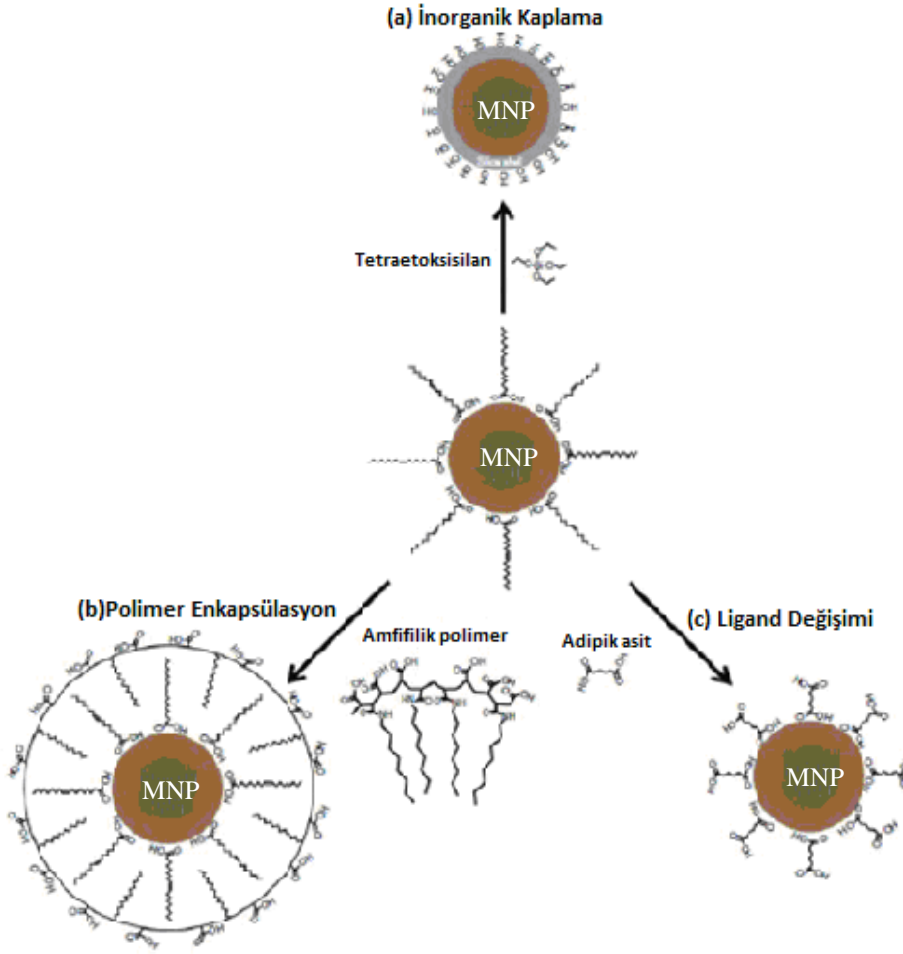 (a) İnorganik Kaplama
MNP
Tetraetoksisilan
MNP
(b)Polimer Enkapsülasyon
Amfifilik polimer
Adipik asit
(c) Ligand Değişimi
MNP
MNP